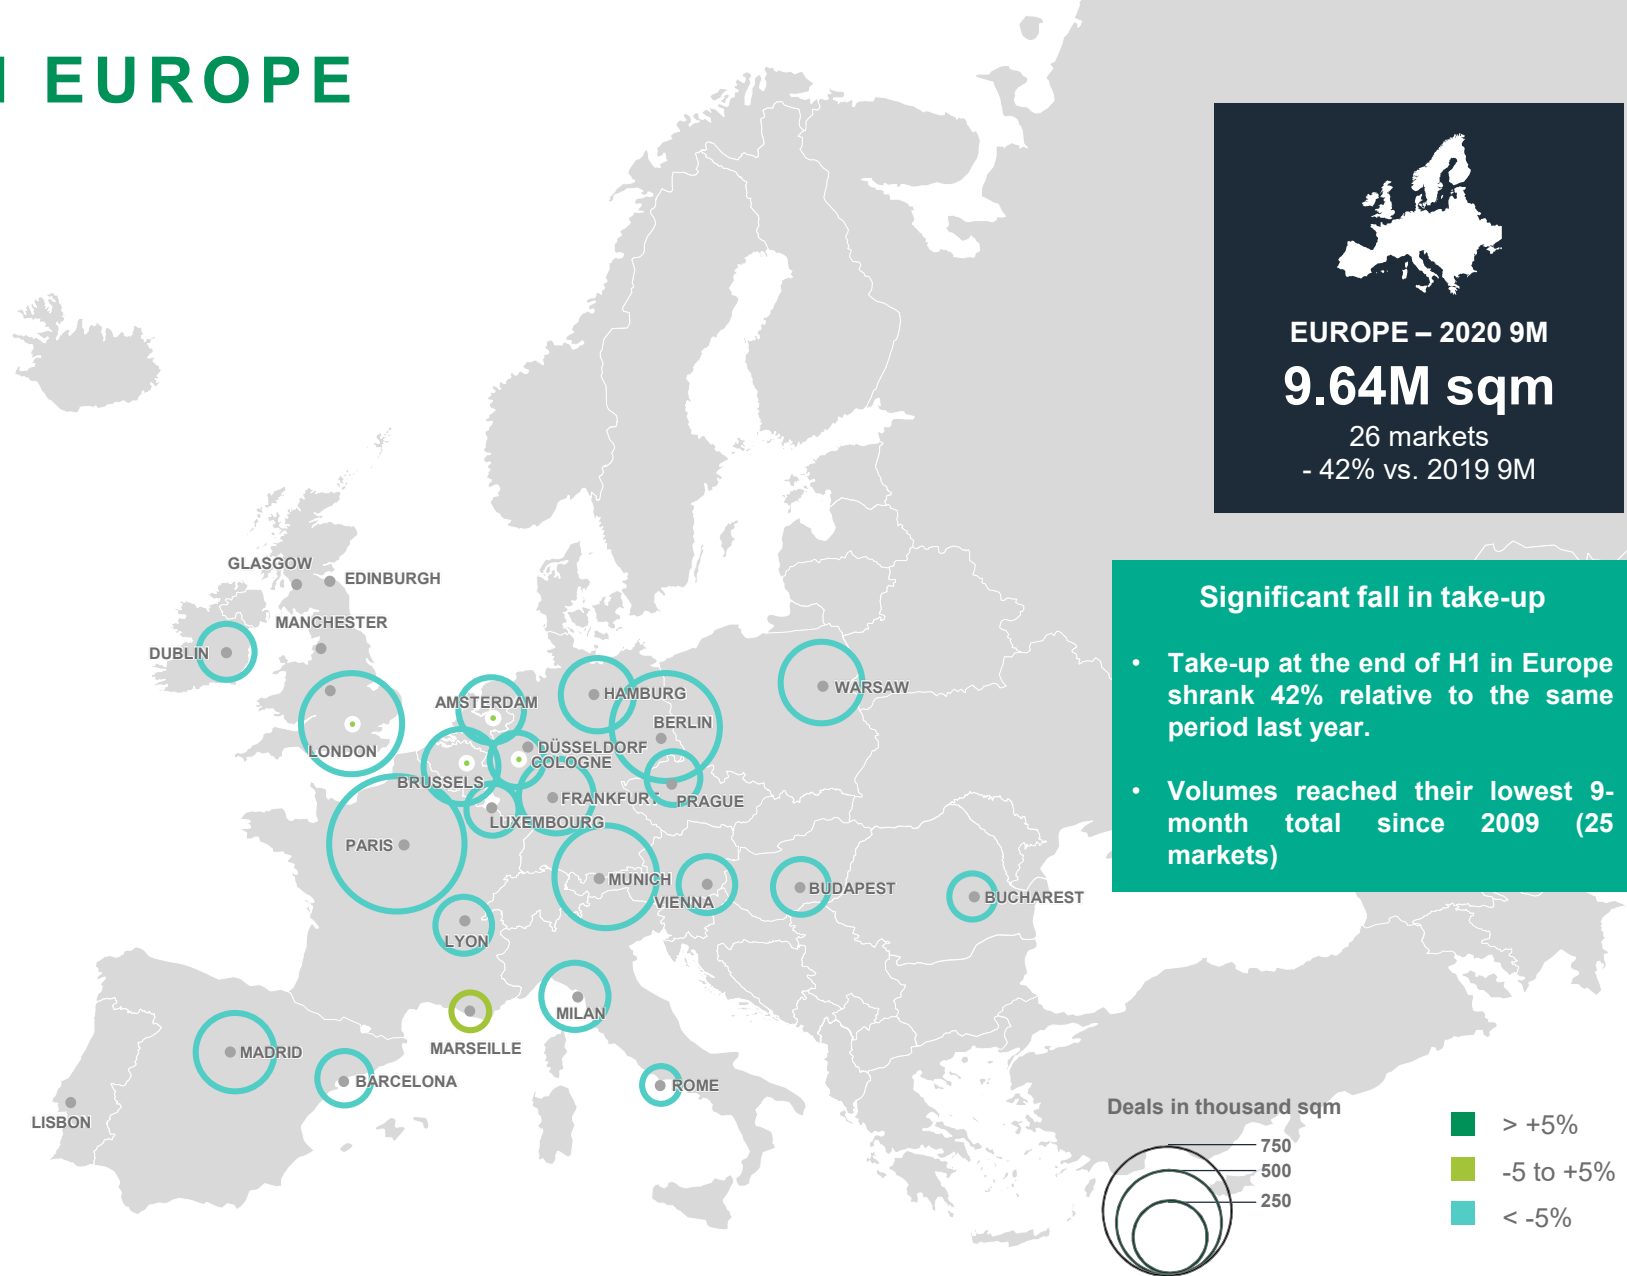 EUROPE
EUROPE – 2020 9M
9.64M sqm
26 markets
- 42% vs. 2019 9M
Significant fall in take-up
• Take-up at the end of H1 in Europe
shrank 42% relative to the same
period last year.
• Volumes reached their lowest 9-
month total since 2009 (25
markets)
GLASGOW
EDINBURGH
MANCHESTER
DUBLIN
LONDON
AMSTERDAM
HAMBURG
BERLIN
WARSAW
DÜSSELDORF
COLOGNE
BRUSSELS
FRANKFURT
PRAGUE
LUXEMBOURG
PARIS
MUNICH
VIENNA
BUDAPEST
BUCHAREST
LYON
MILAN
MARSEILLE
MADRID
BARCELONA
ROME
LISBON
Deals in thousand sqm
750
500
250
> +5%
-5 to +5%
< -5%